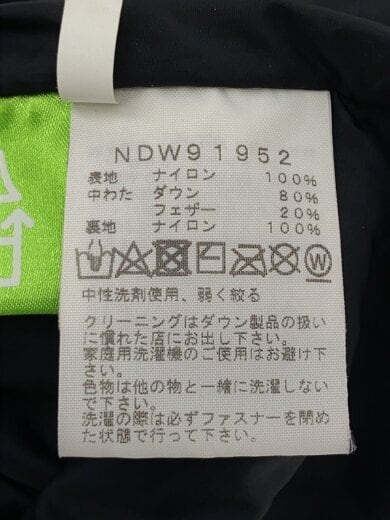 NDW91952
表地 ナイロン 100%
中わた ダウン 80%
フェザー 20%
裏地 ナイロン 100%
W
中性洗剤使用、弱く絞る
クリーニングはダウン製品の扱い
に慣れた店にお出し下さい。
家庭用洗濯機のご使用はお避け下
さい。
色物は他の物と一緒に洗濯しない
で下さい。
洗濯の際は必ずファスナーを閉め
た状態で行って下さい。